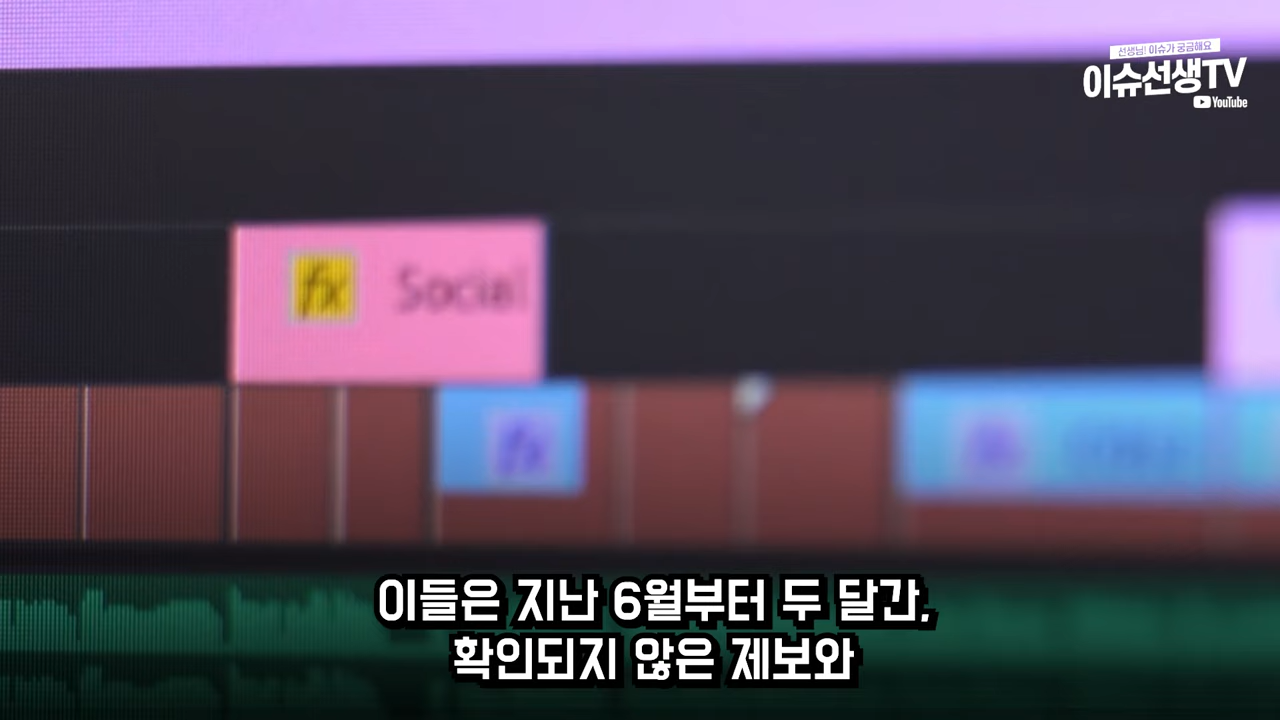 선생님! 이슈가 궁금해요
이슈선생TV
YouTube
fx Social
fx
이들은 지난 6월부터 두 달간,
확인되지 않은 제보와